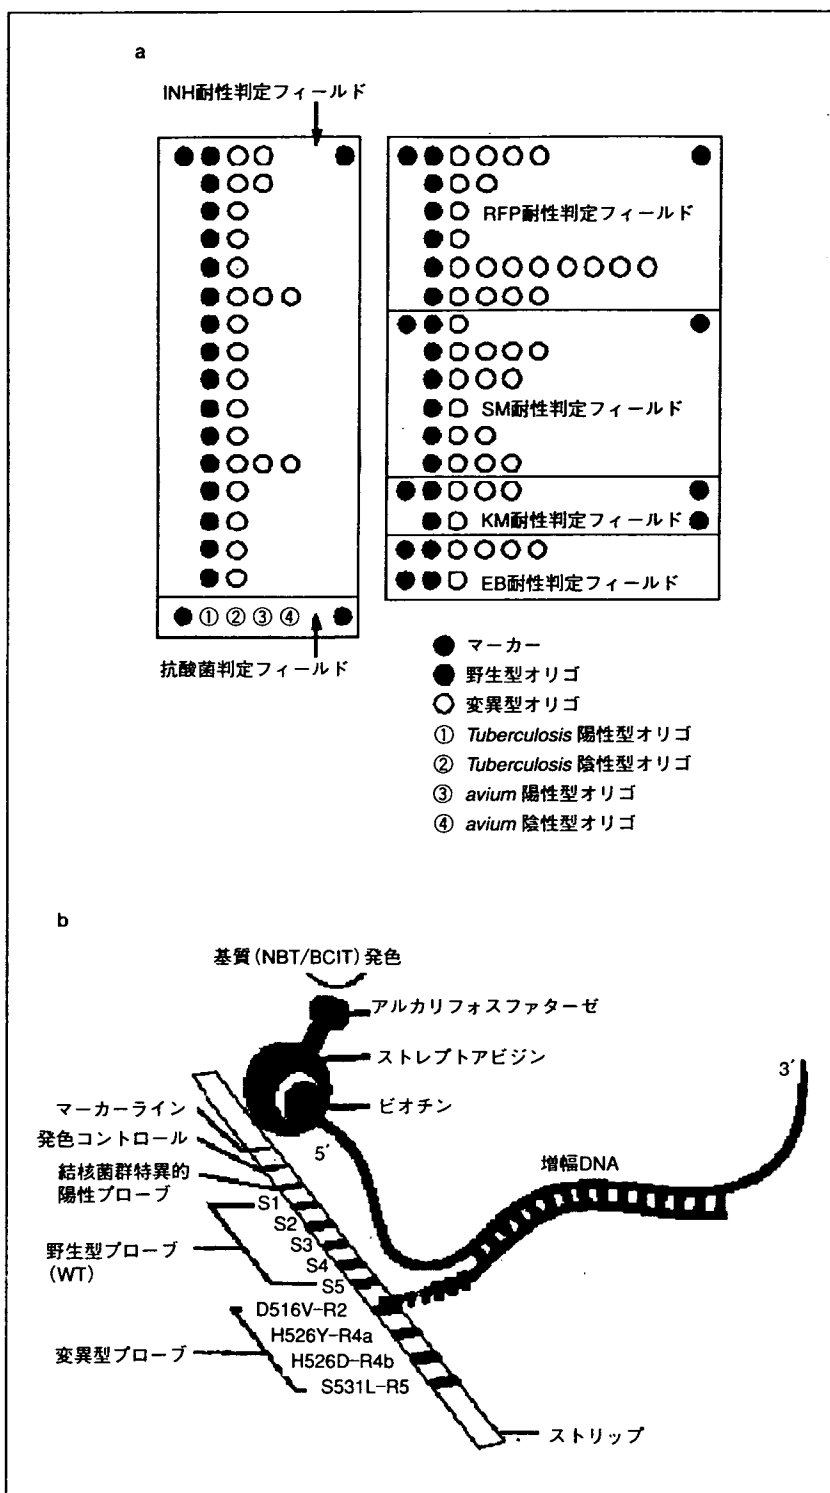 a
INH耐性判定フィールド
RFP耐性判定フィールド
SM耐性判定フィールド
KM耐性判定フィールド
EB耐性判定フィールド
① ② ③ ④
抗酸菌判定フィールド
マーカー
野生型オリゴ
変異型オリゴ
① Tuberculosis 陽性型オリゴ
② Tuberculosis 陰性型オリゴ
③ avium 陽性型オリゴ
④ avium 陰性型オリゴ
b
基質(NBT/BCIT)発色
アルカリフォスファターゼ
ストレプトアビジン
ビオチン
3´
5´
増幅DNA
マーカーライン
発色コントロール
結核菌群特異的
陽性プローブ
S1
S2
S3
S4
S5
野生型プローブ
(WT)
D516V-R2
H526Y-R4a
H526D-R4b
S531L-R5
変異型プローブ
ストリップ